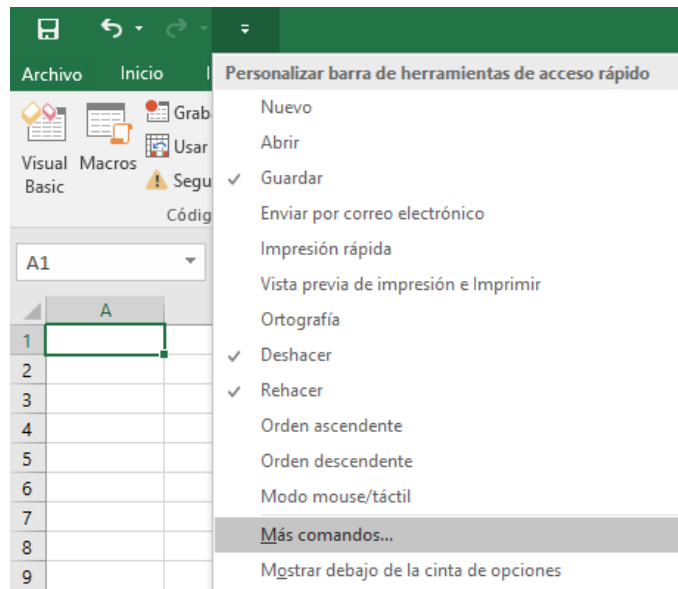 Archivo Inicio
Personalizar barra de herramientas de acceso rápido
Nuevo
Abrir
Guardar
Enviar por correo electrónico
Impresión rápida
Vista previa de impresión e Imprimir
Ortografía
Deshacer
Rehacer
Orden ascendente
Orden descendente
Modo mouse/táctil
Más comandos...
Mostrar debajo de la cinta de opciones
Visual
Basic
Macros
Grab
Usar
Segu
Códig
A1
A
1
2
3
4
5
6
7
8
9